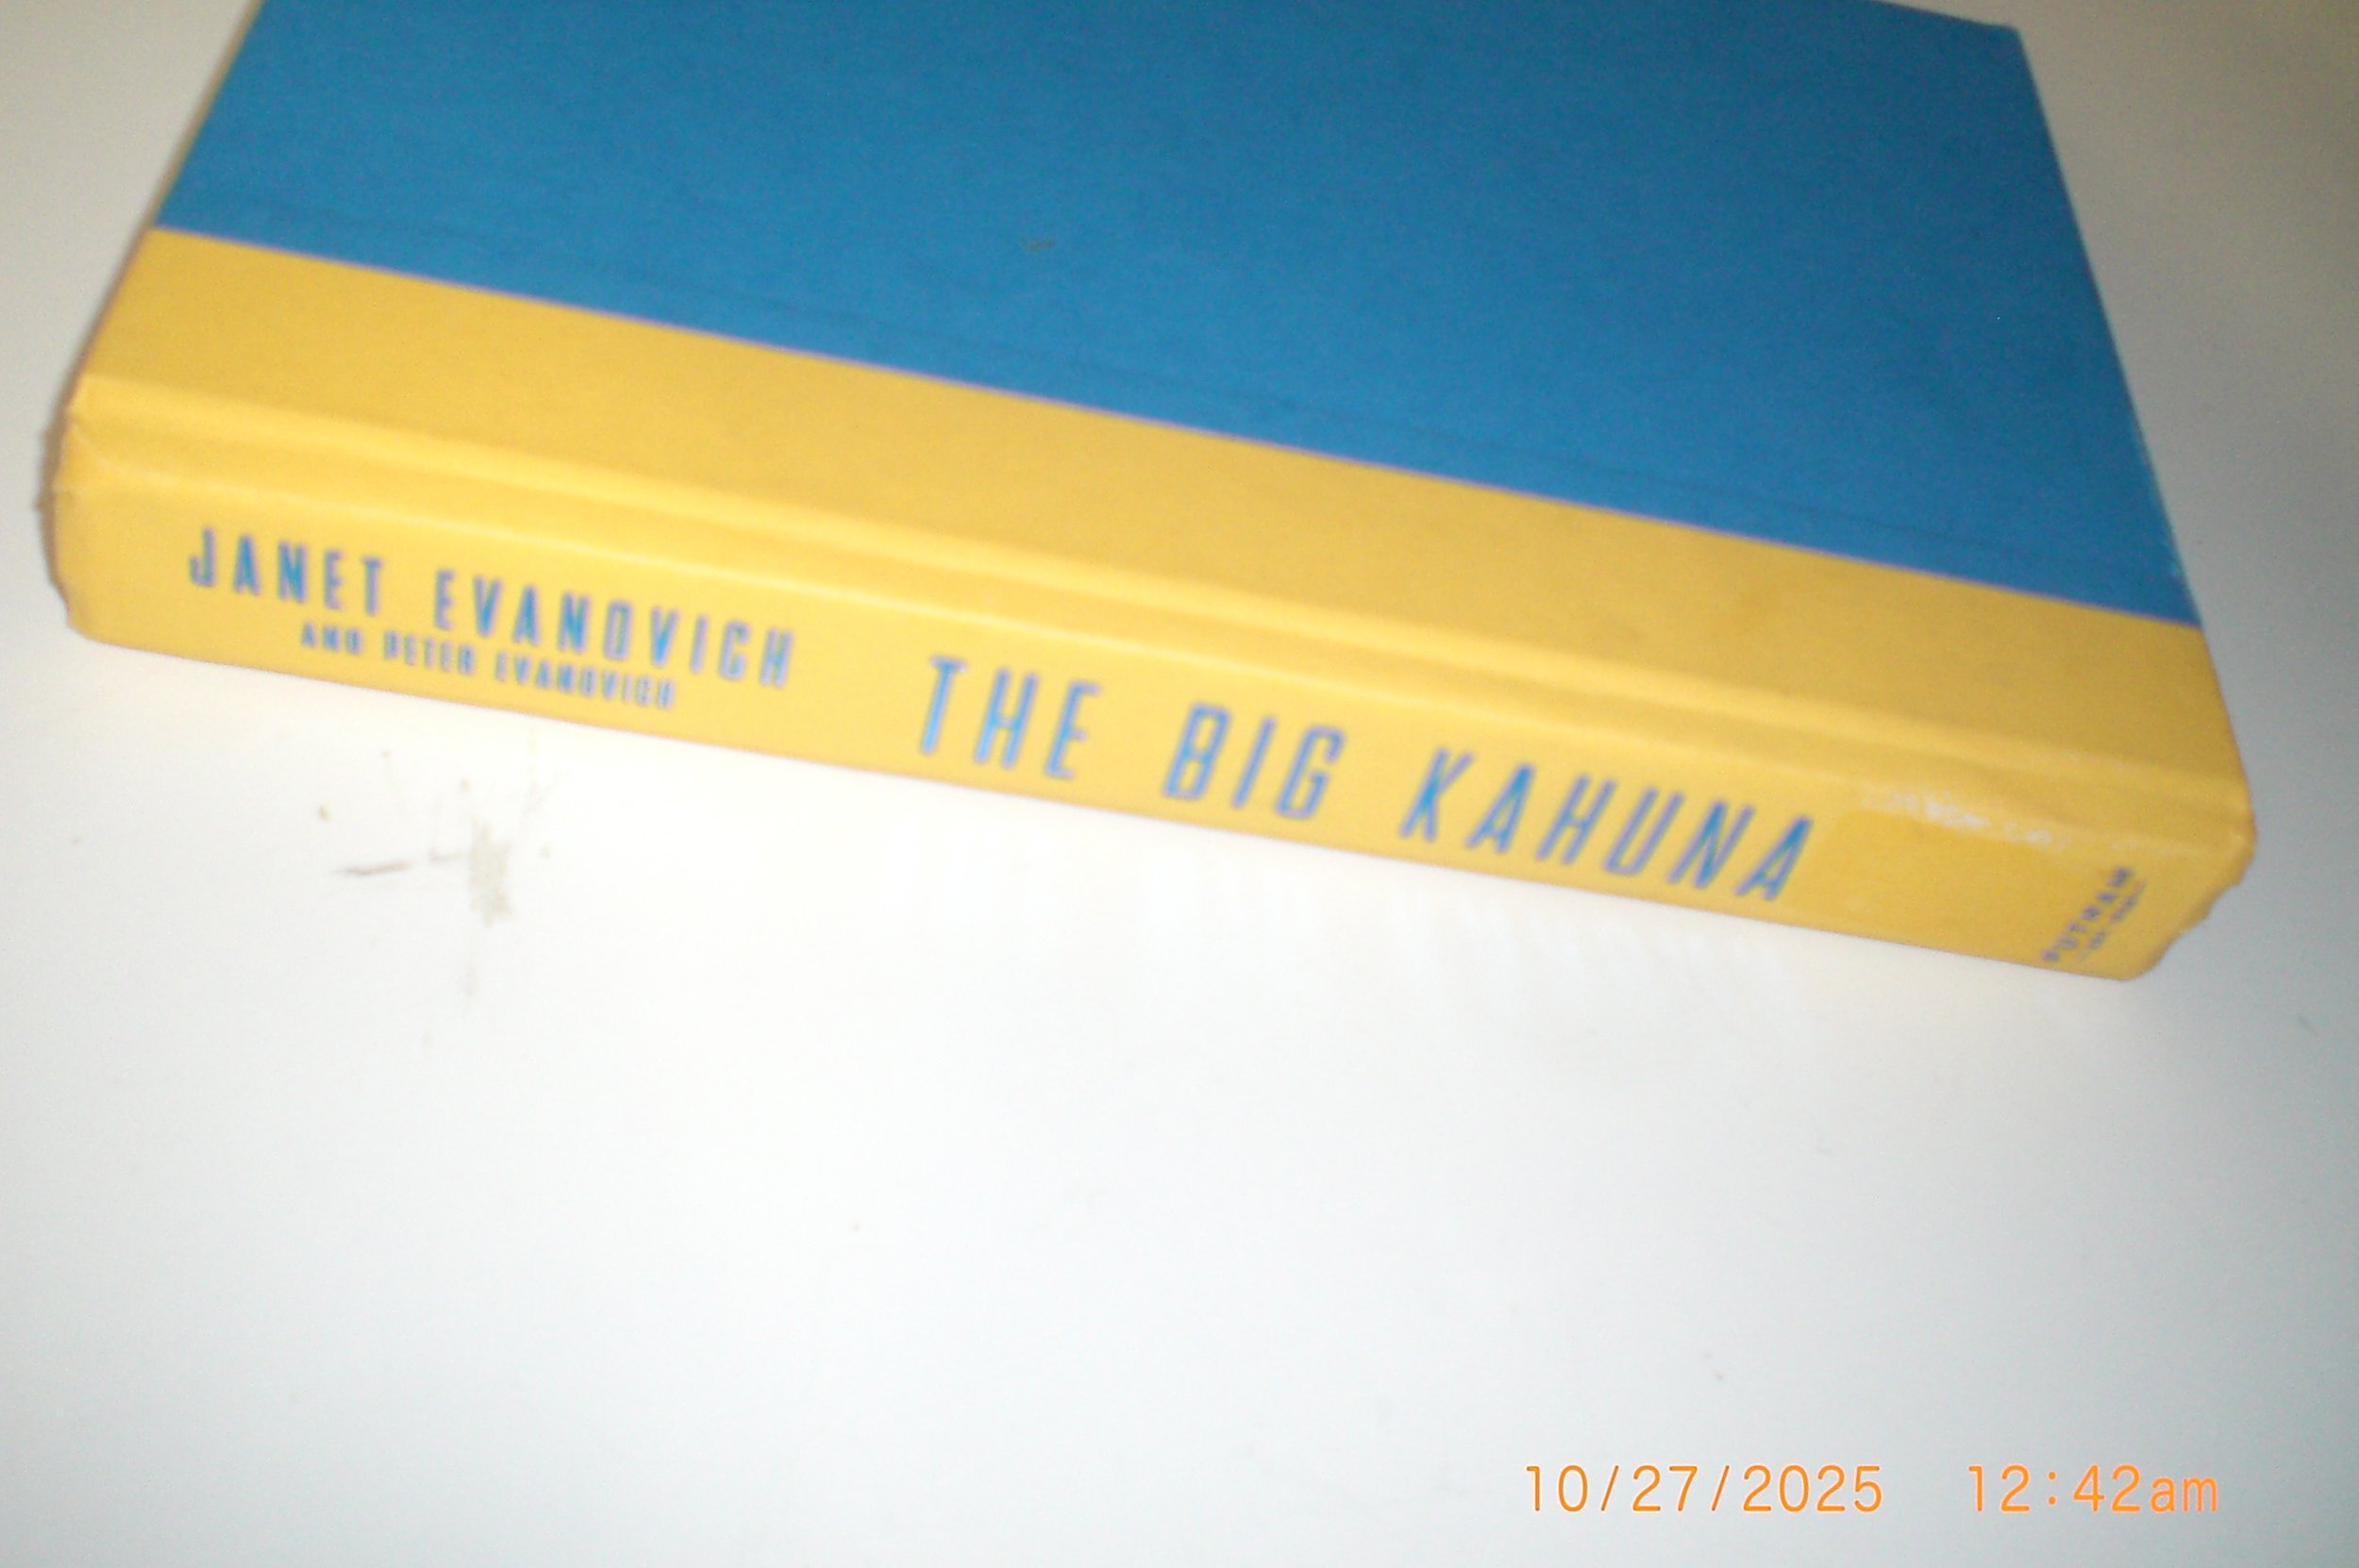 JANET EVANOVICH
AND PETER EVANOVICH
THE BIG KAHUNA
PUTNAM
10/27/2025 12:42am